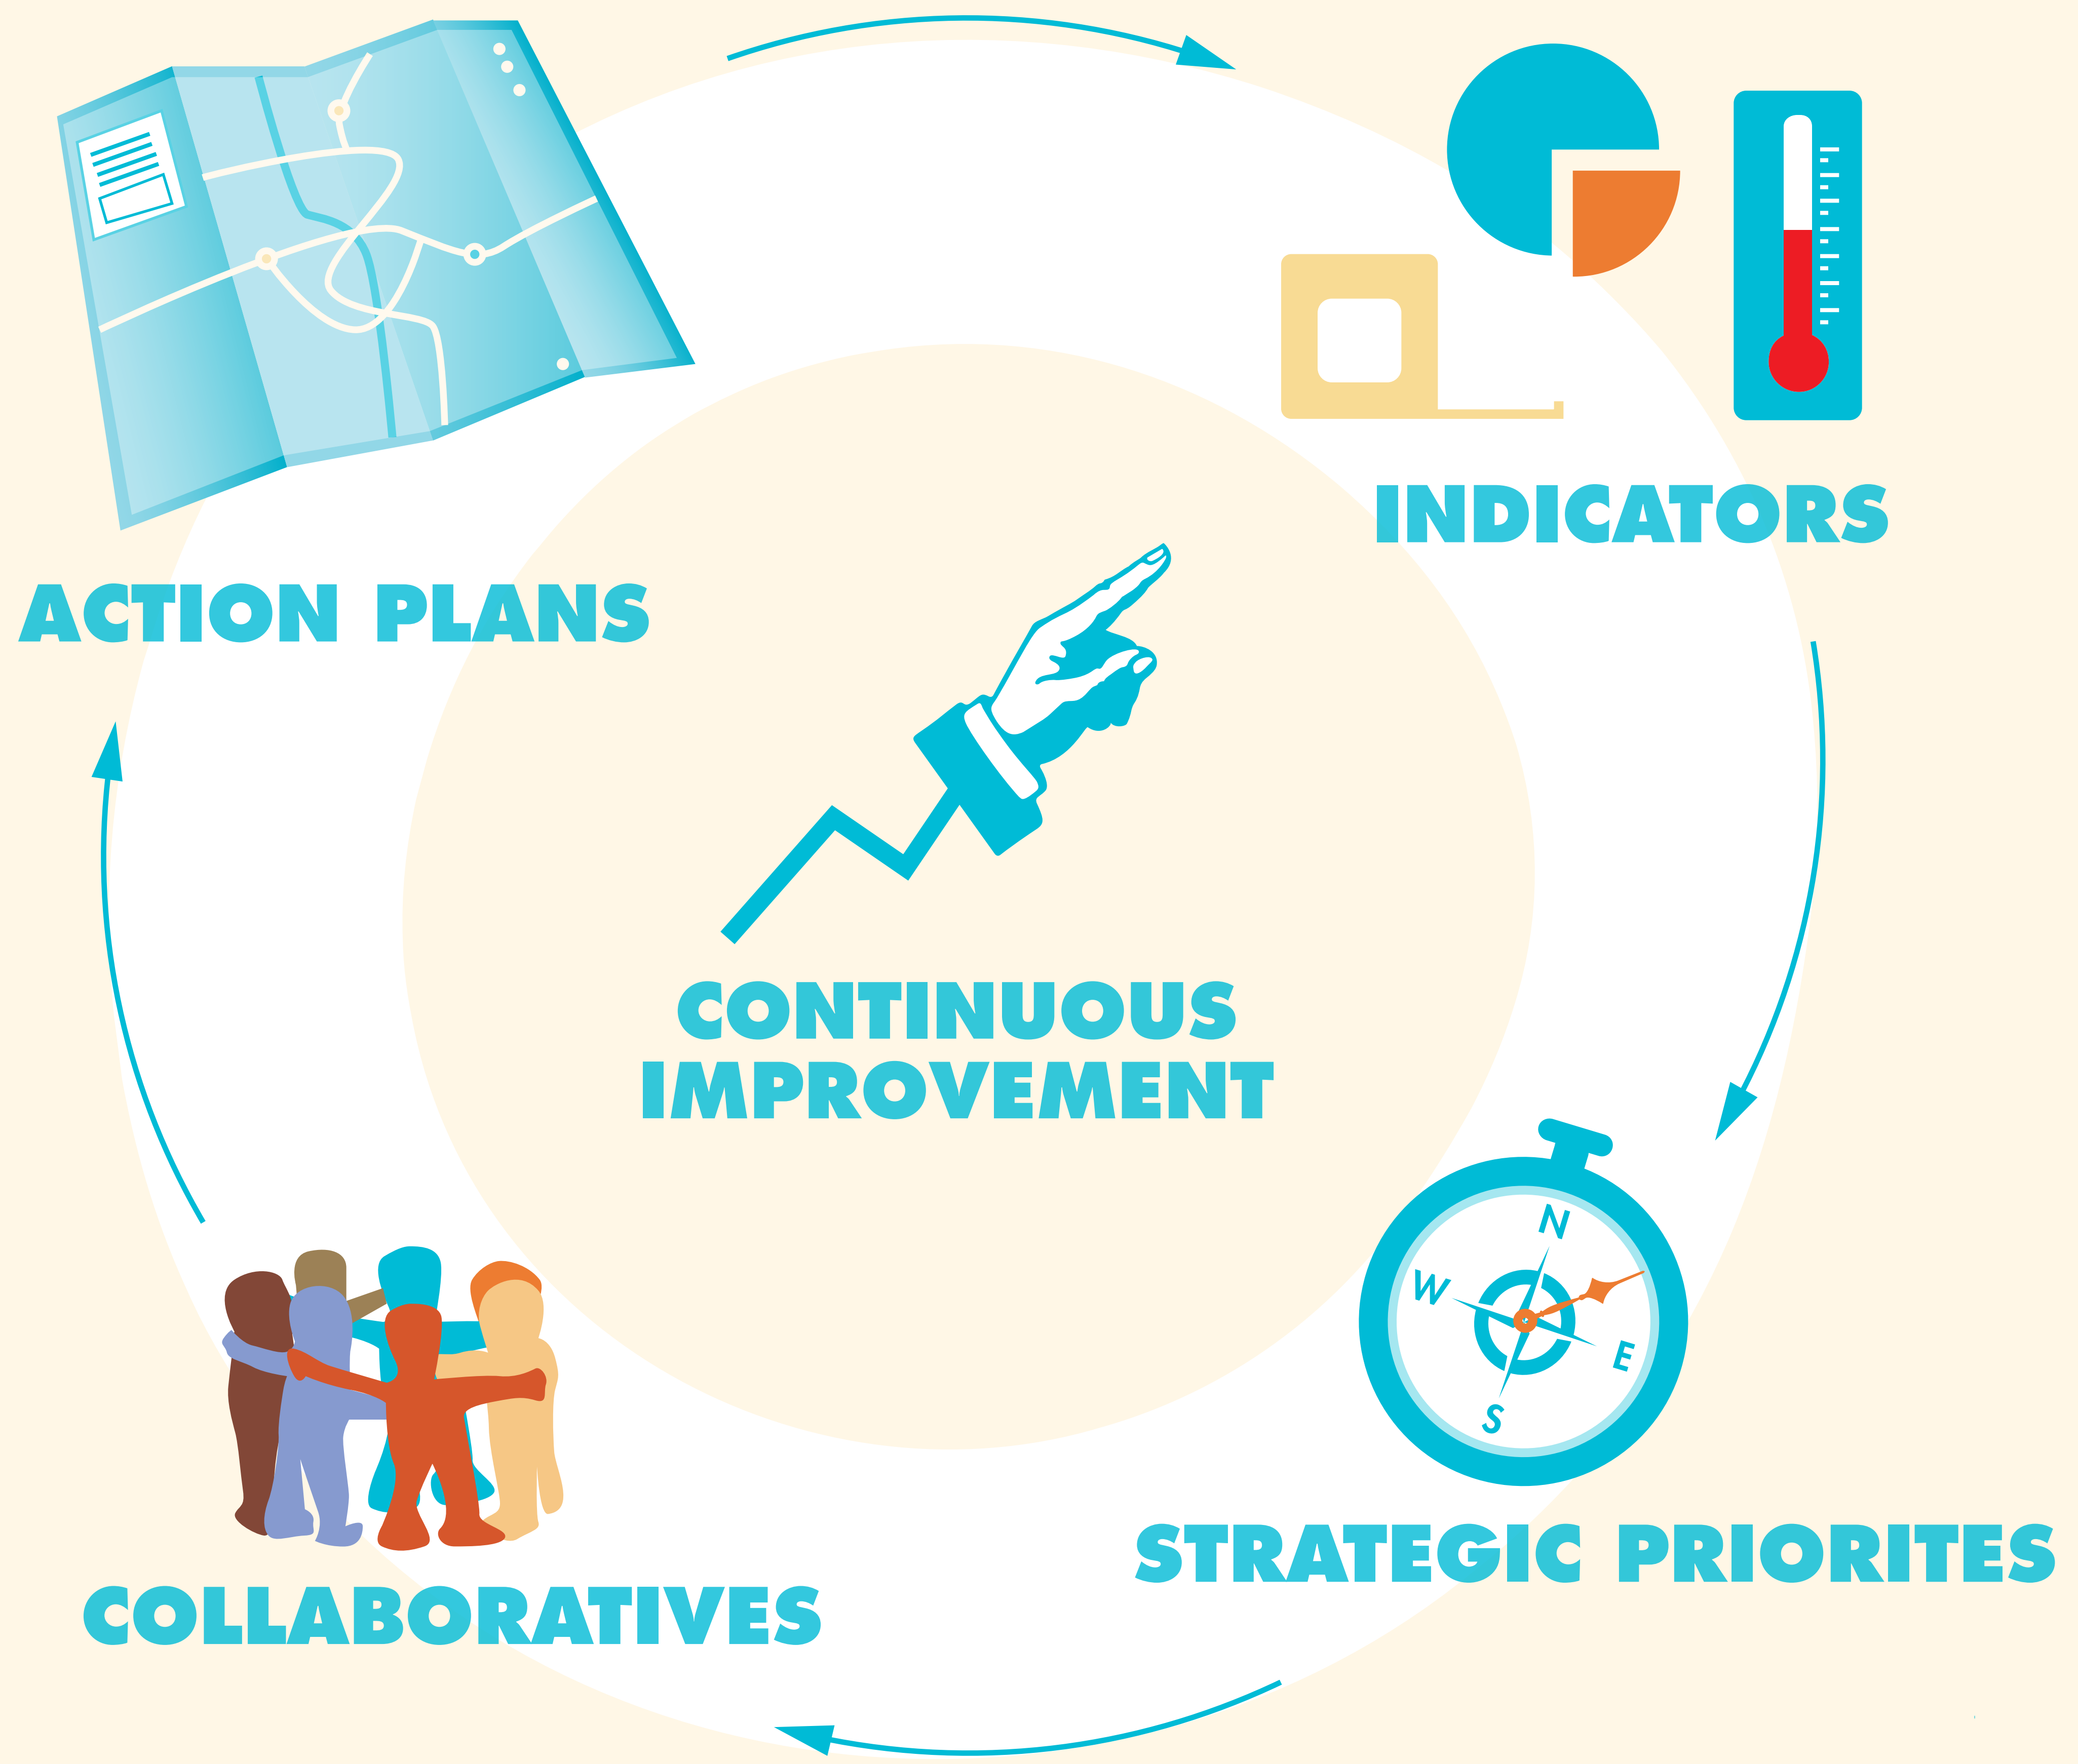 INDICATORS
ACTION PLANS
CONTINUOUS
IMPROVEMENT
N
W
E
S
STRATEGIC PRIORITES
COLLABORATIVES